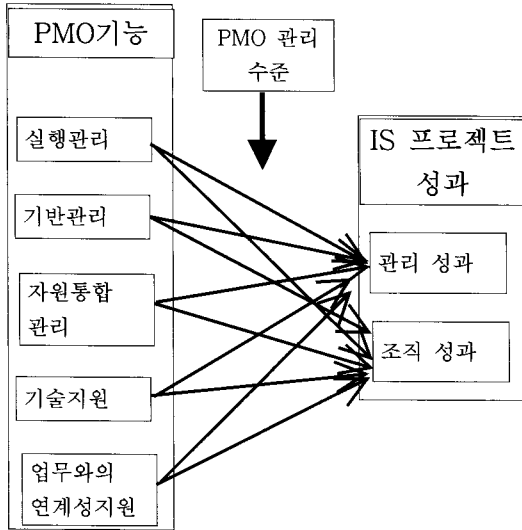 PMO기능
실행관리
기반관리
자원통합
관리
기술지원
업무와의
연계성지원
PMO 관리
수준
IS 프로젝트
성과
관리 성과
조직 성과